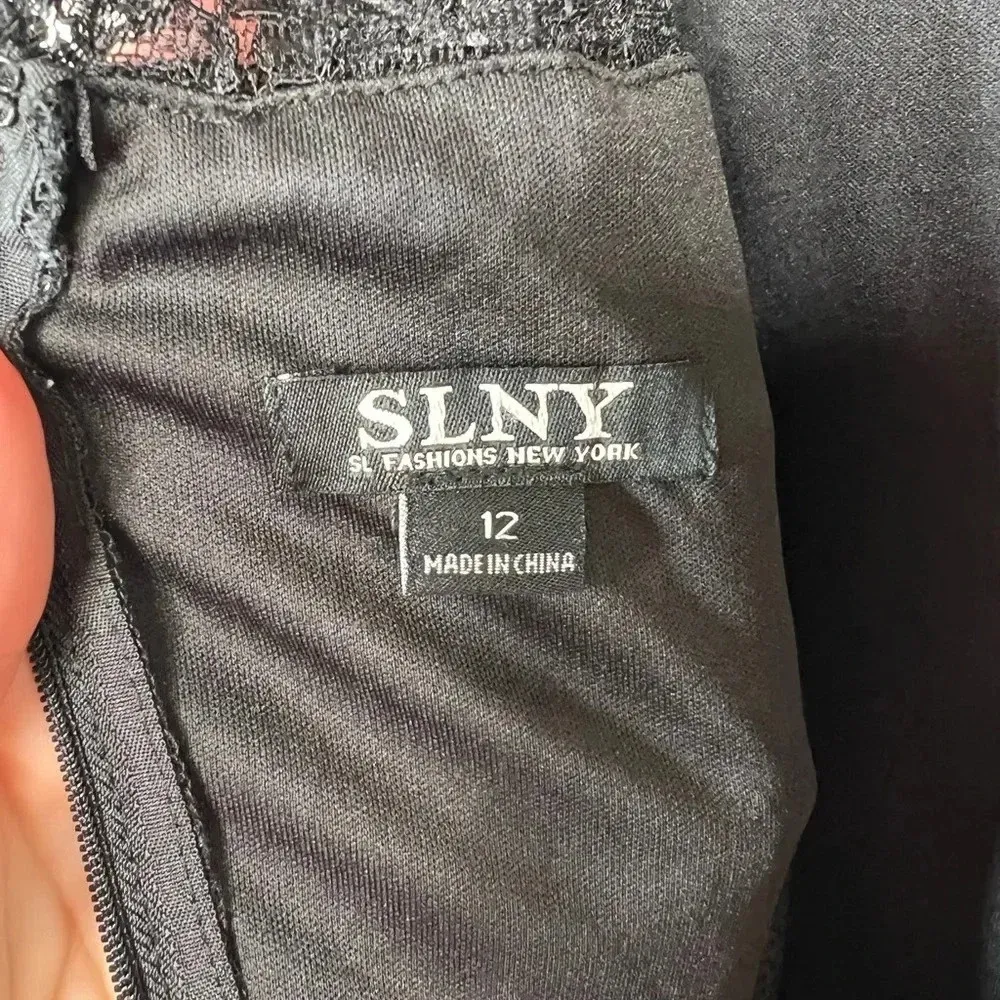 SLNY
SL FASHIONS NEW YORK
12
MADE IN CHINA